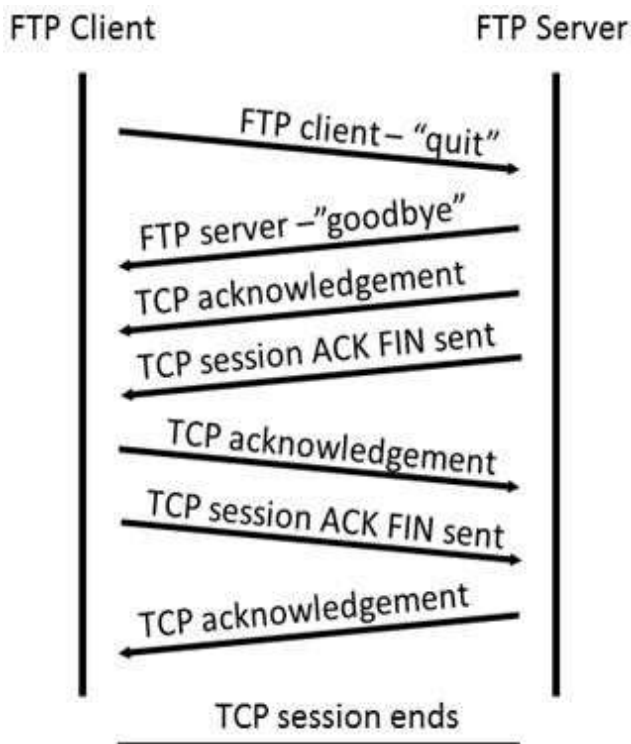 FTP Client
FTP Server
FTP client – “quit”
FTP server –”goodbye”
TCP acknowledgement
TCP session ACK FIN sent
TCP acknowledgement
TCP session ACK FIN sent
TCP acknowledgement
TCP session ends